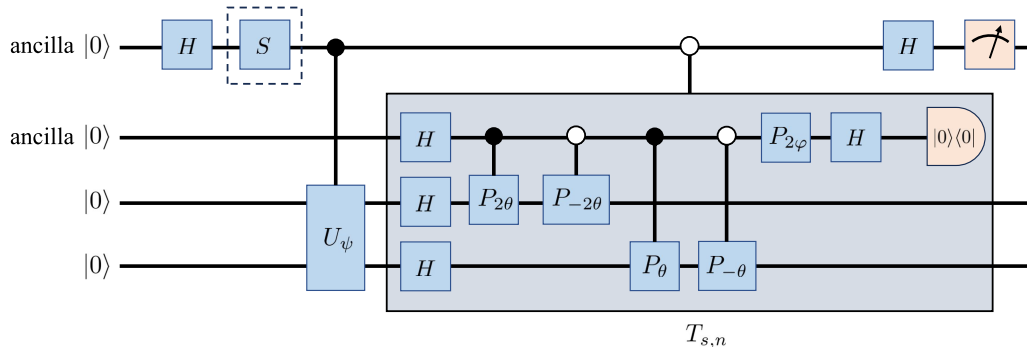 ancilla |0⟩ H S H
ancilla |0⟩ H P_{2φ} H |0⟩⟨0|
|0⟩ H P_{2θ} P_{−2θ}
U_ψ
|0⟩ H P_θ P_{−θ}
T_{s,n}